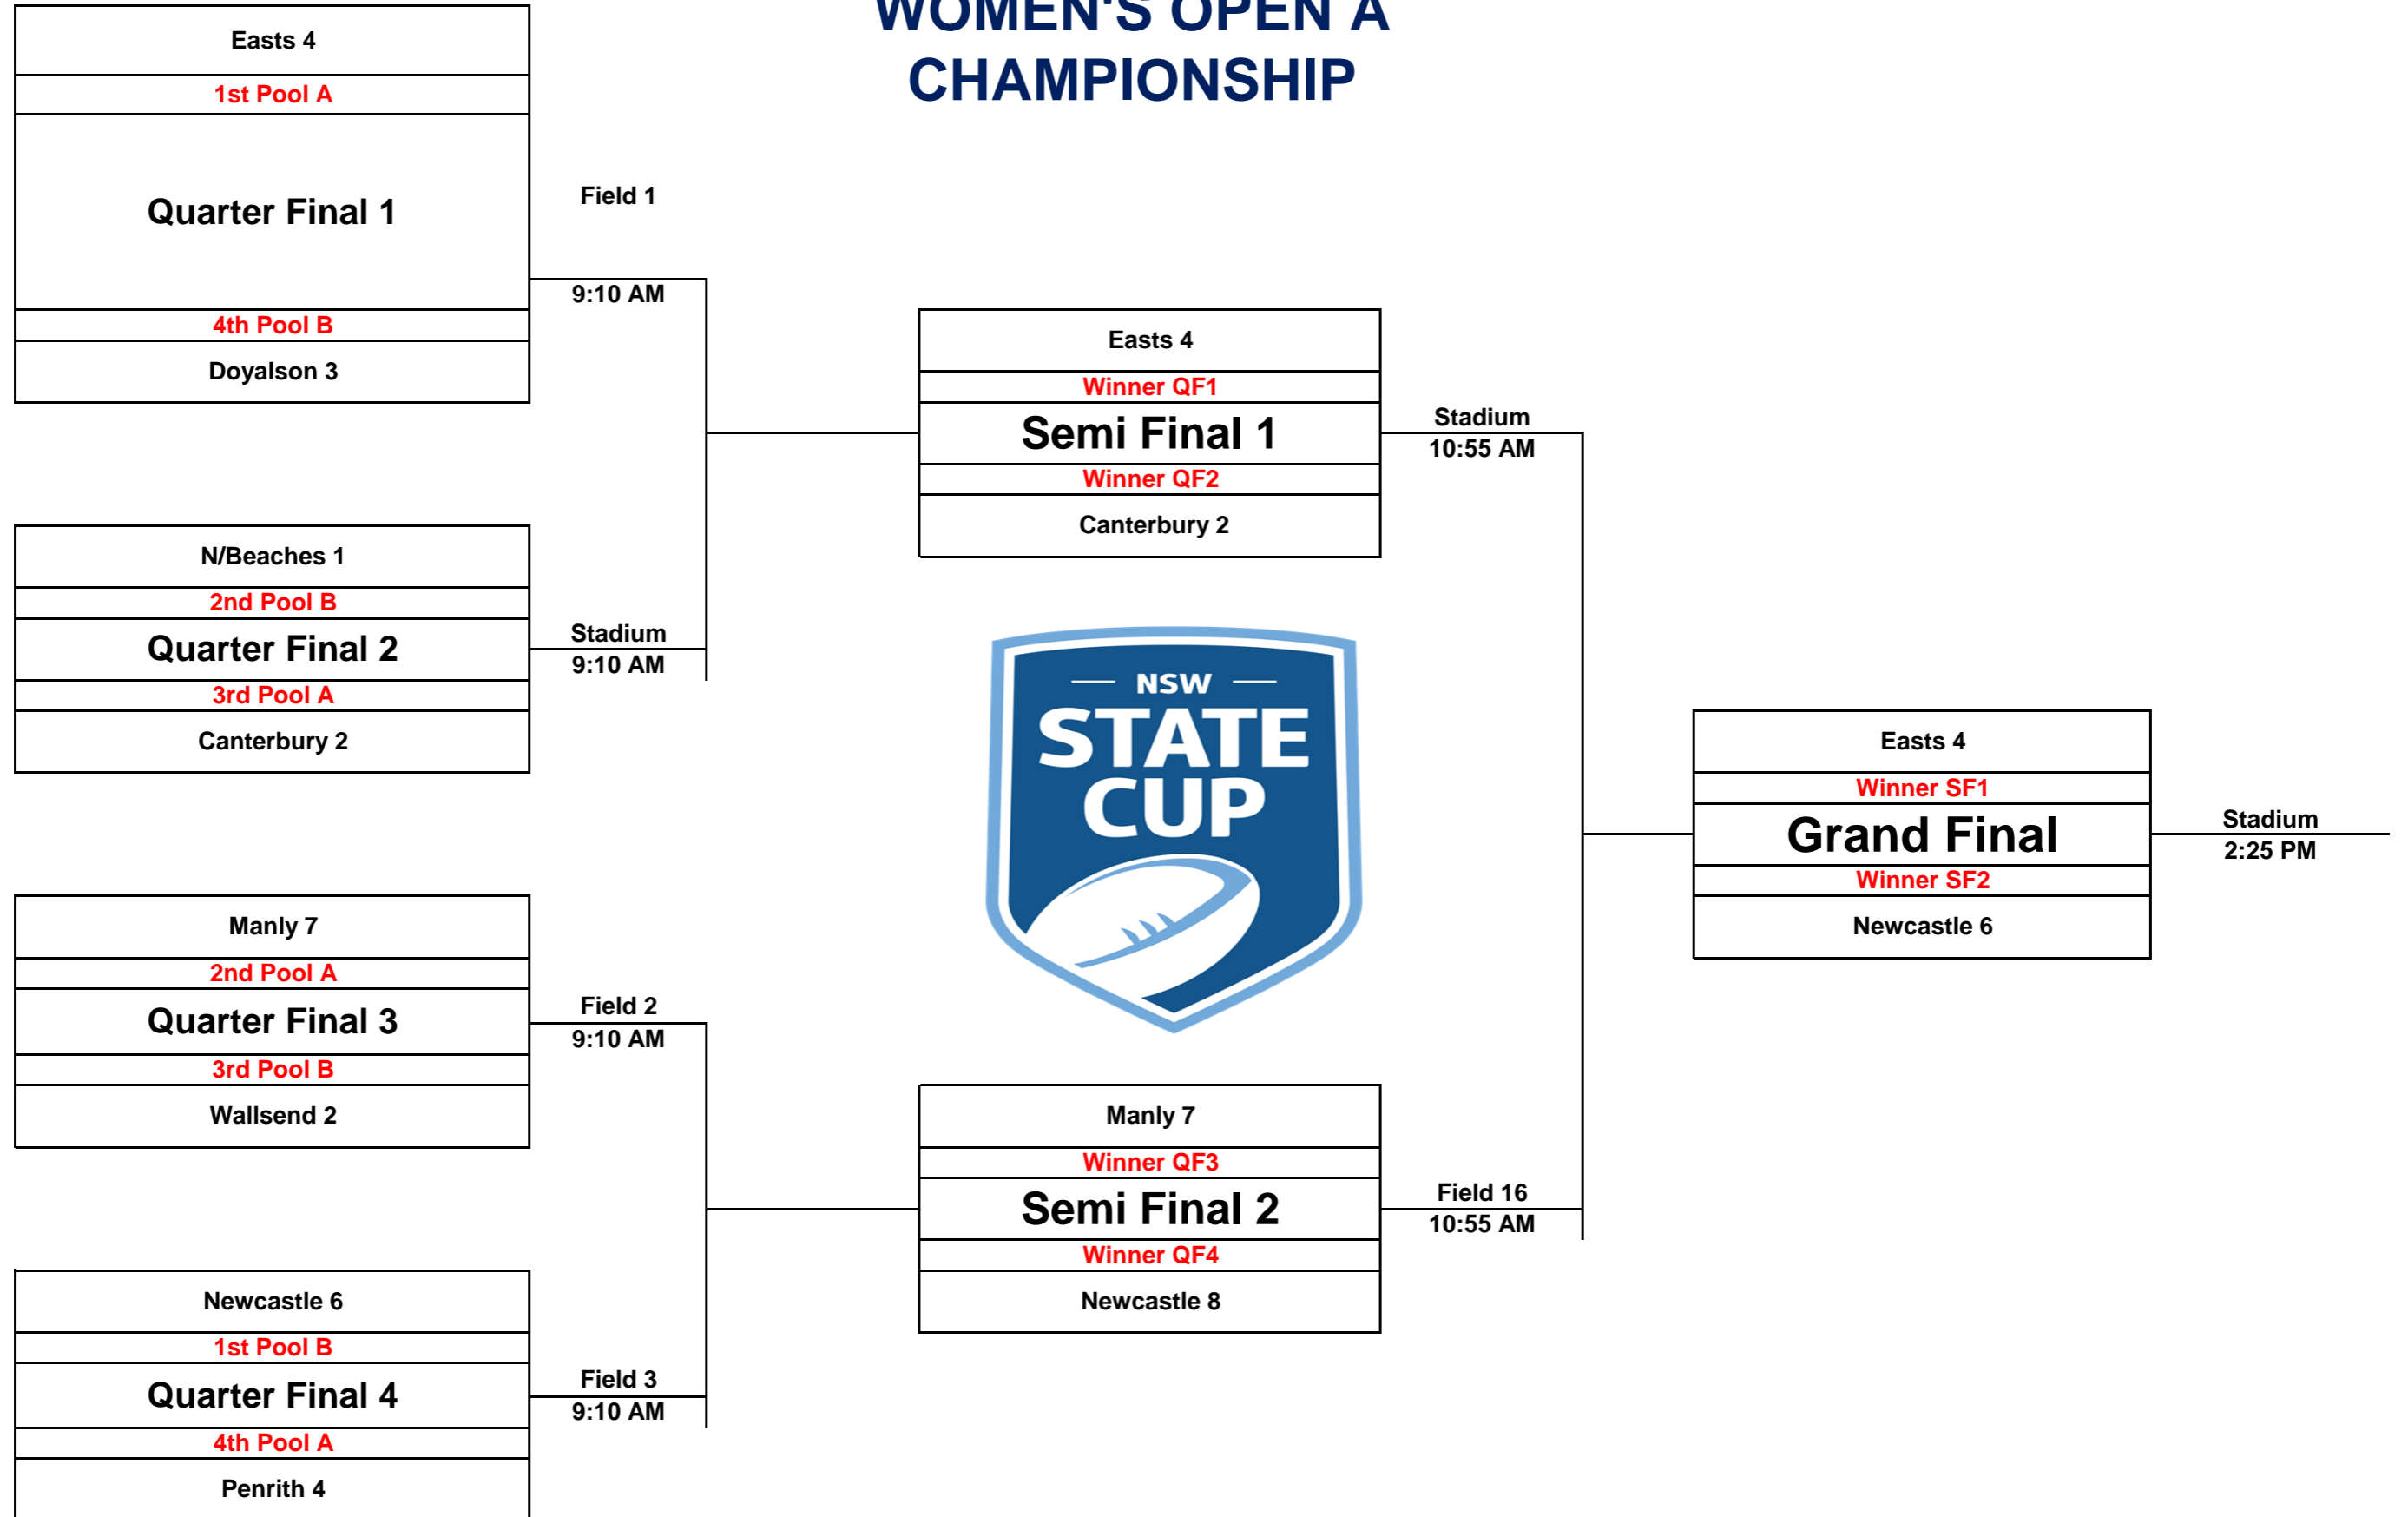 WOMEN'S OPEN A
CHAMPIONSHIP
Easts 4
1st Pool A
Quarter Final 1
4th Pool B
Doyalson 3
Field 1
9:10 AM
N/Beaches 1
2nd Pool B
Quarter Final 2
3rd Pool A
Canterbury 2
Stadium
9:10 AM
Manly 7
2nd Pool A
Quarter Final 3
3rd Pool B
Wallsend 2
Field 2
9:10 AM
Newcastle 6
1st Pool B
Quarter Final 4
4th Pool A
Penrith 4
Field 3
9:10 AM
Easts 4
Winner QF1
Semi Final 1
Winner QF2
Canterbury 2
Stadium
10:55 AM
NSW
STATE
CUP
Manly 7
Winner QF3
Semi Final 2
Winner QF4
Newcastle 8
Field 16
10:55 AM
Easts 4
Winner SF1
Grand Final
Winner SF2
Newcastle 6
Stadium
2:25 PM